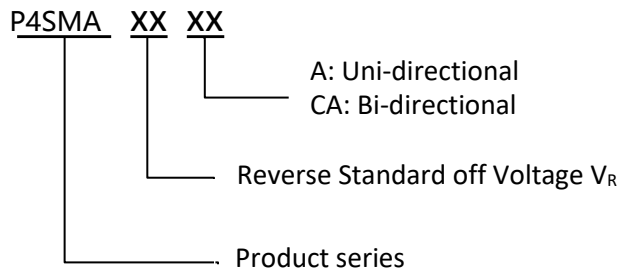 P4SMA XX XX
A: Uni-directional
CA: Bi-directional
Reverse Standard off Voltage VR
Product series